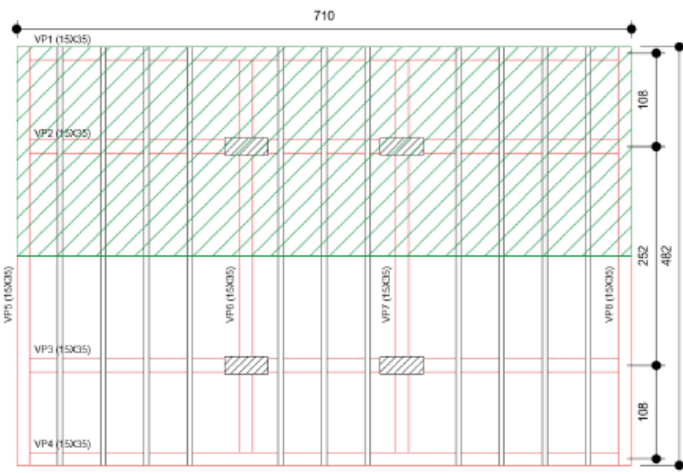 710
VP1 (15X35)
108
VP2 (15X35)
252
482
VP5 (15X35)
VP6 (15X35)
VP7 (15X35)
VP8 (15X35)
VP3 (15X35)
108
VP4 (15X35)